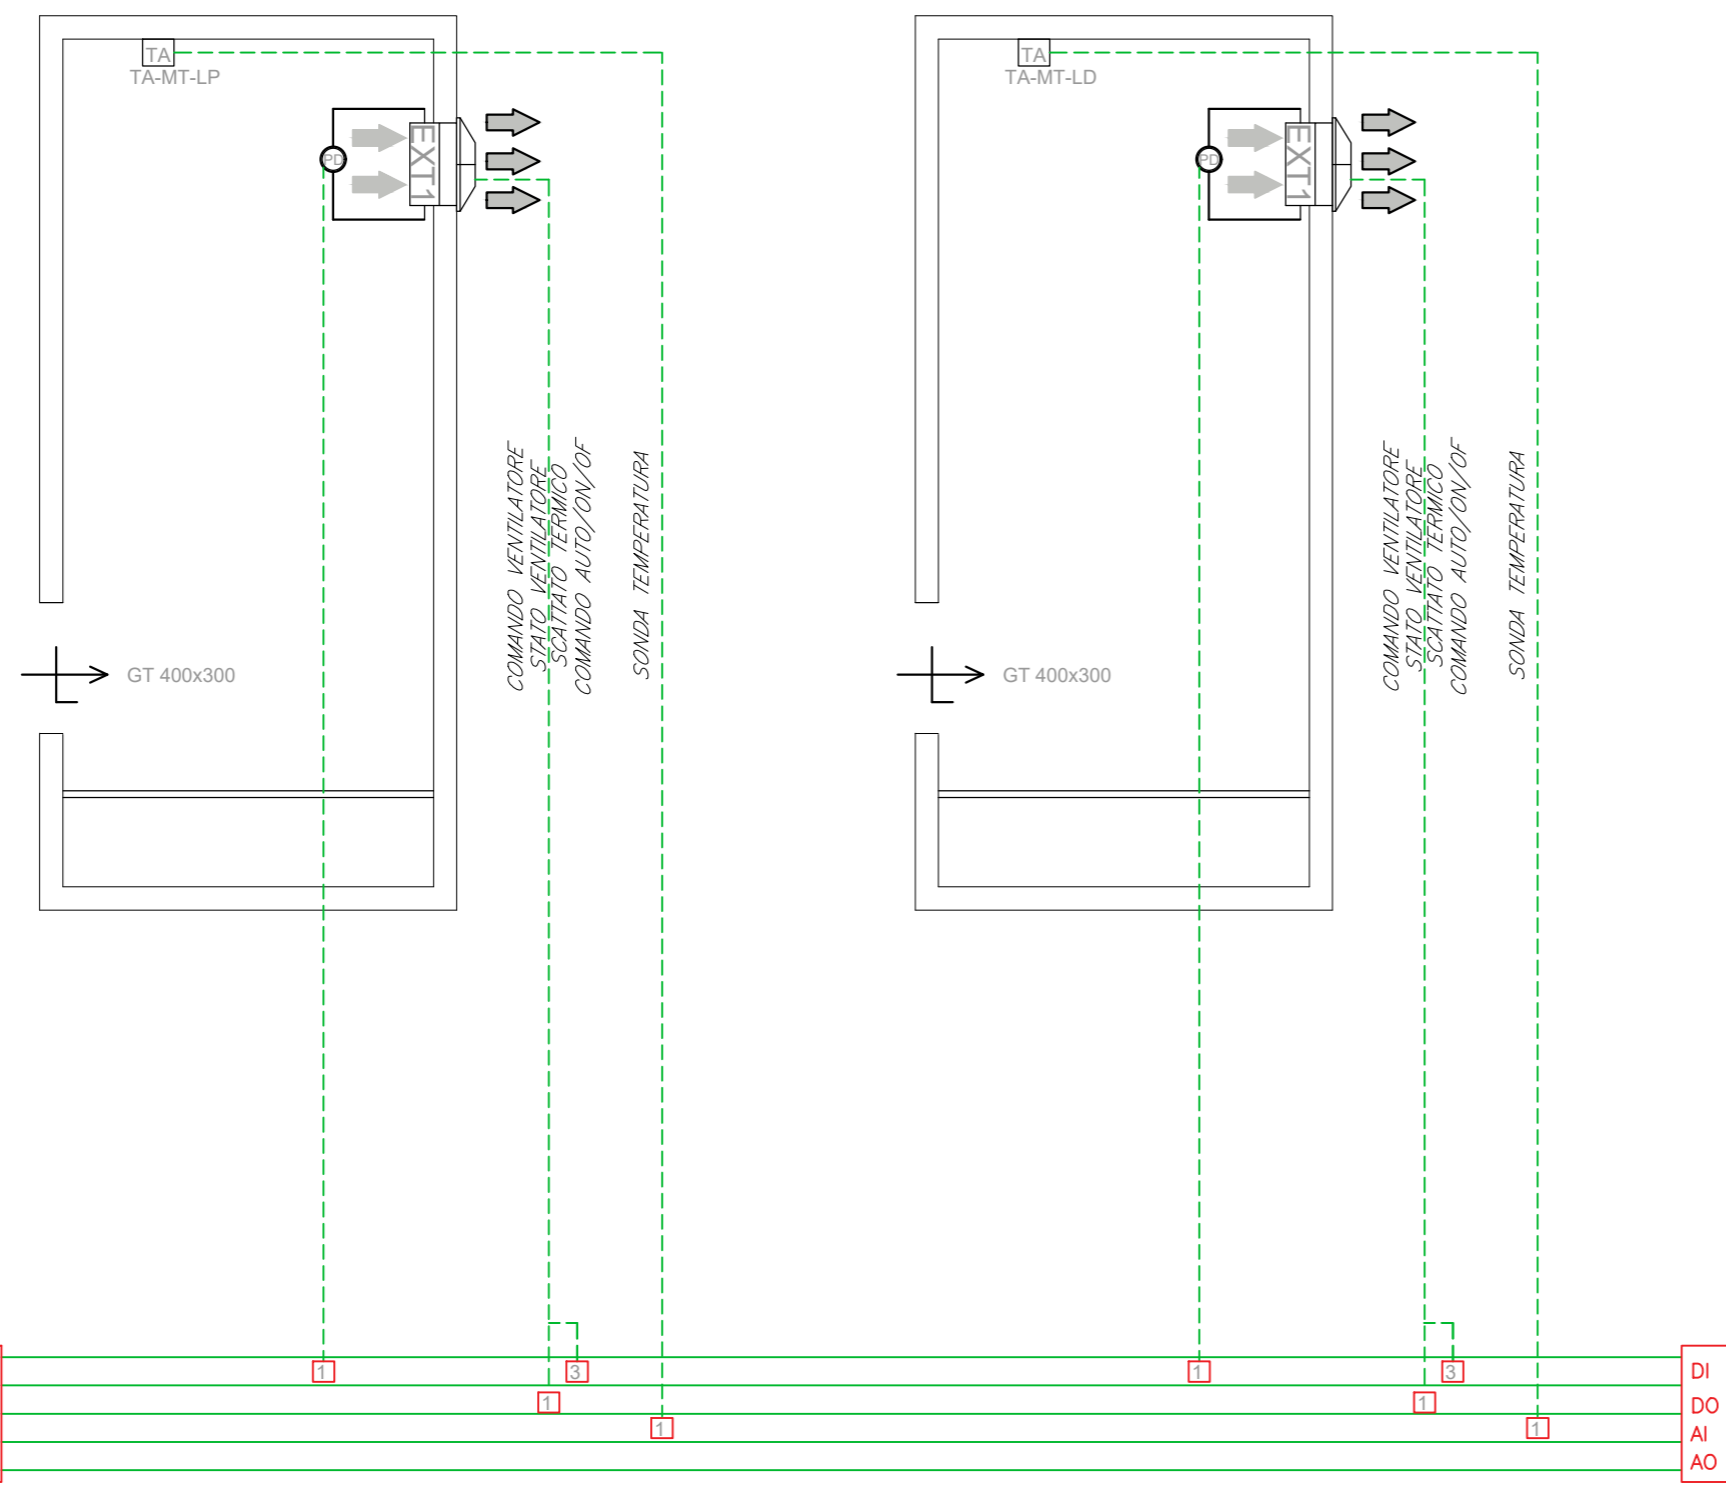 TA
TA-MT-LP
PD
EXT1
COMANDO VENTILATORE
STATO VENTILATORE
SCATTATO TERMICO
COMANDO AUTO/ON/OF
SONDA TEMPERATURA
GT 400x300
TA
TA-MT-LD
PD
EXT1
COMANDO VENTILATORE
STATO VENTILATORE
SCATTATO TERMICO
COMANDO AUTO/ON/OF
SONDA TEMPERATURA
GT 400x300
1
3
1
3
DI
1
1
DO
1
1
AI
AO